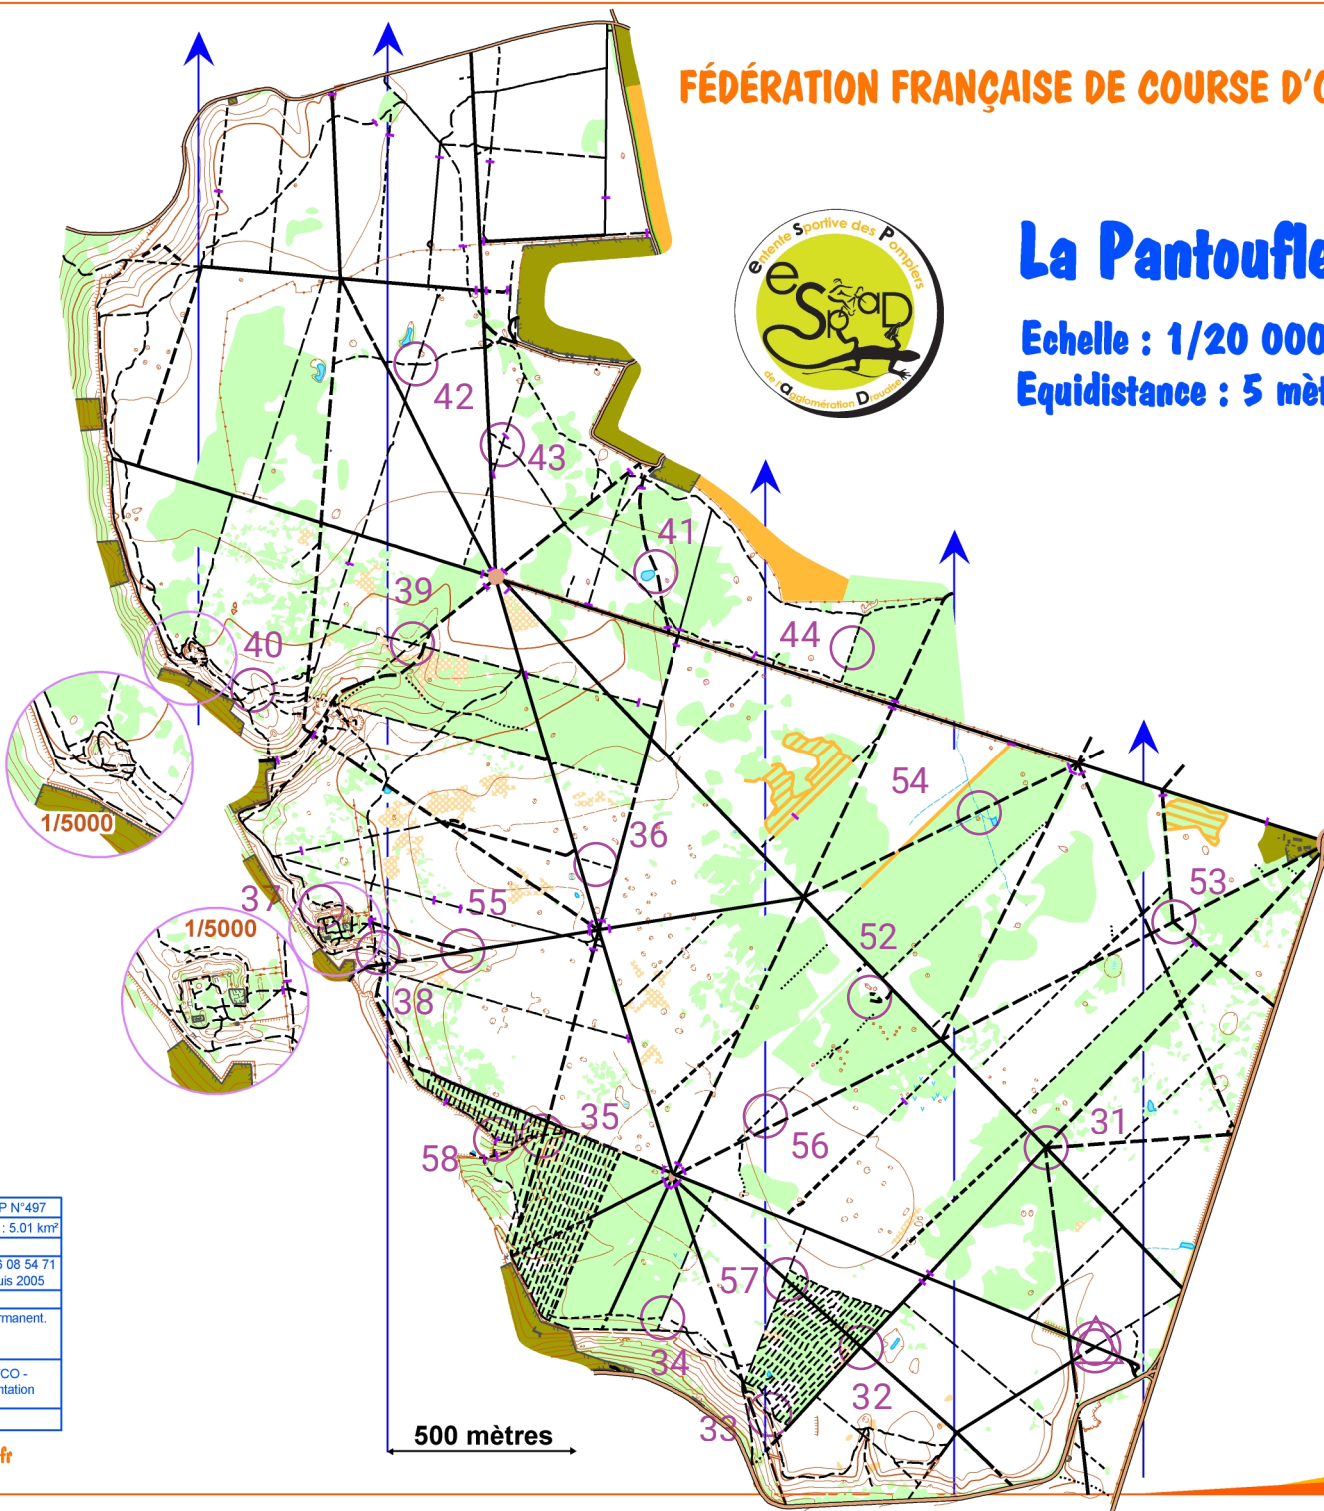 FÉDÉRATION FRANÇAISE DE COURSE D'
La Pantoufle
Echelle : 1/20 000
Equidistance : 5 mèt
Entente Sportive des Pompiers
eSpaD
de l'agglomération Drouaise
42
43
41
39
44
40
54
1/5000
36
53
37
55
1/5000
52
38
31
35
56
58
P N°497
: 5.01 km²
6 08 54 71
uis 2005
57
rmanent.
34
CO -
ntation
32
33
500 mètres
fr